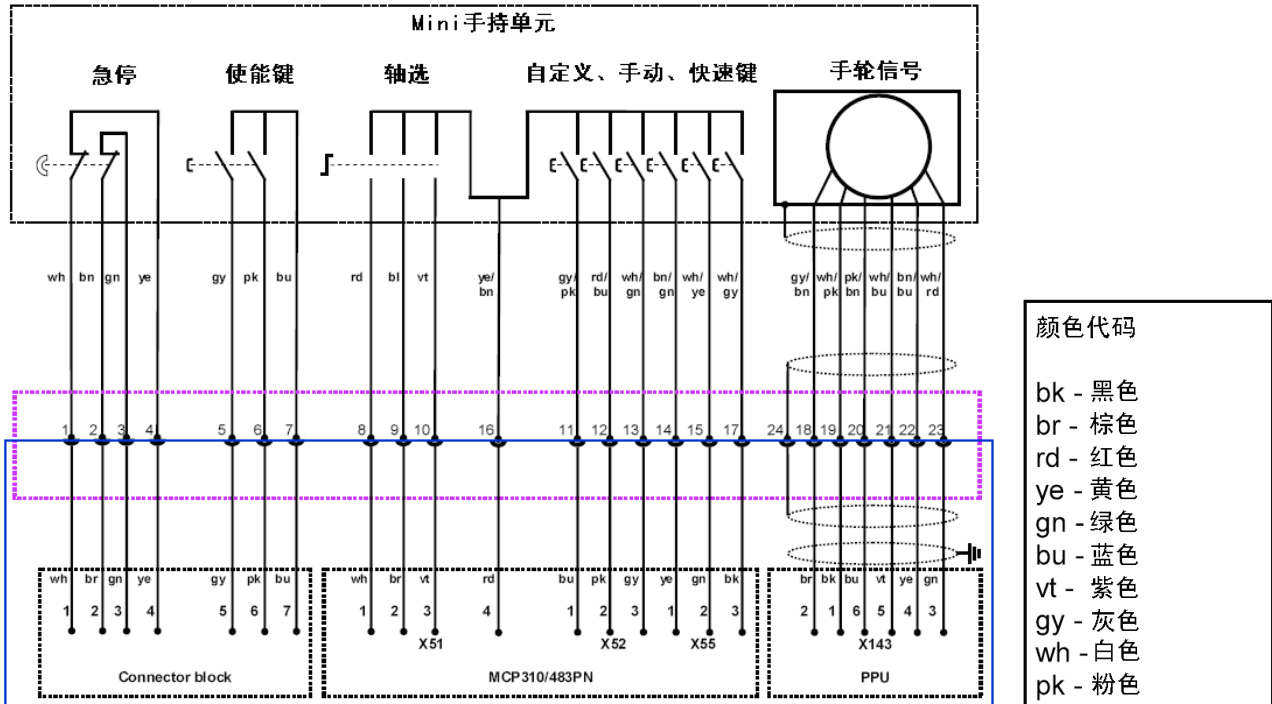 Mini手持单元
急停 使能键 轴选 自定义、手动、快速键 手轮信号
wh bn gn ye gy pk bu rd bl vt ye/bn gy/pk rd/bu wh/gn bn/gn wh/ye wh/gy gy/bn wh/pk pk/bn wh/bu bn/bu wh/rd
1 2 3 4 5 6 7 8 9 10 16 11 12 13 14 15 17 24 18 19 20 21 22 23
wh br gn ye gy pk bu wh br vt rd bu pk gy ye gn bk br bk bu vt ye gn
1 2 3 4 5 6 7 1 2 3 4 1 2 3 1 2 3 2 1 6 5 4 3
X51 X52 X55 X143
Connector block MCP310/483PN PPU
颜色代码
bk - 黑色
br - 棕色
rd - 红色
ye - 黄色
gn - 绿色
bu - 蓝色
vt - 紫色
gy - 灰色
wh - 白色
pk - 粉色